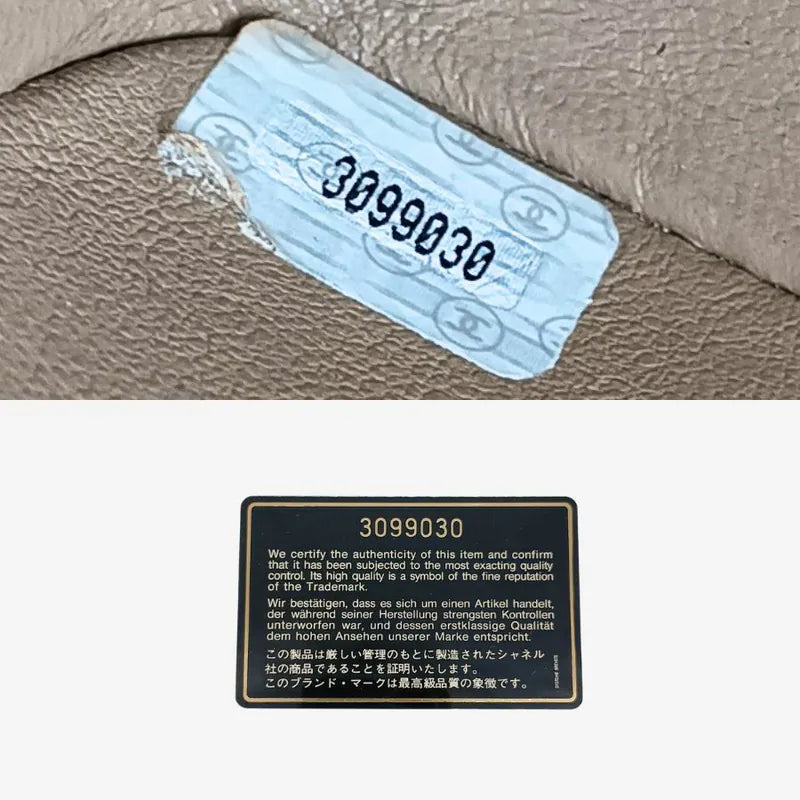 3099030
3099030
We certify the authenticity of this item and confirm
that it has been subjected to the most exacting quality
control. Its high quality is a symbol of the fine reputation
of the Trademark.
Wir bestätigen, dass es sich um einen Artikel handelt,
der während seiner Herstellung strengsten Kontrollen
unterworfen war, und dessen erstklassige Qualität
dem hohen Ansehen unserer Marke entspricht.
この製品は厳しい管理のもとに製造されたシャネル
社の商品であることを証明いたします。
このブランド・マークは最高級品質の象徴です。